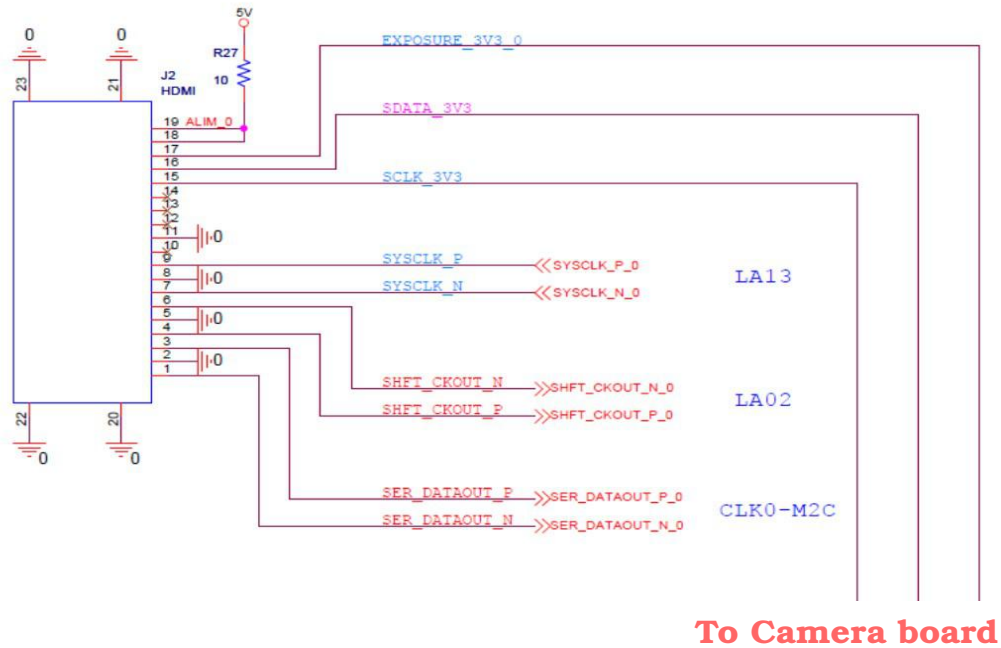 5V
0 0
R27
10
EXPOSURE_3V3_0
23 21
J2
HDMI
19 ALIM_0
SDATA_3V3
18
17
16
15
SCLK_3V3
14
13
12
11 0
10
9
SYSCLK_P SYSCLK_P_0
8 0
LA13
7
SYSCLK_N SYSCLK_N_0
6
5 0
4
3
2 0
1
SHFT_CKOUT_N SHFT_CKOUT_N_0
LA02
SHFT_CKOUT_P SHFT_CKOUT_P_0
22 20
0 0
SER_DATAOUT_P SER_DATAOUT_P_0
CLK0-M2C
SER_DATAOUT_N SER_DATAOUT_N_0
To Camera board